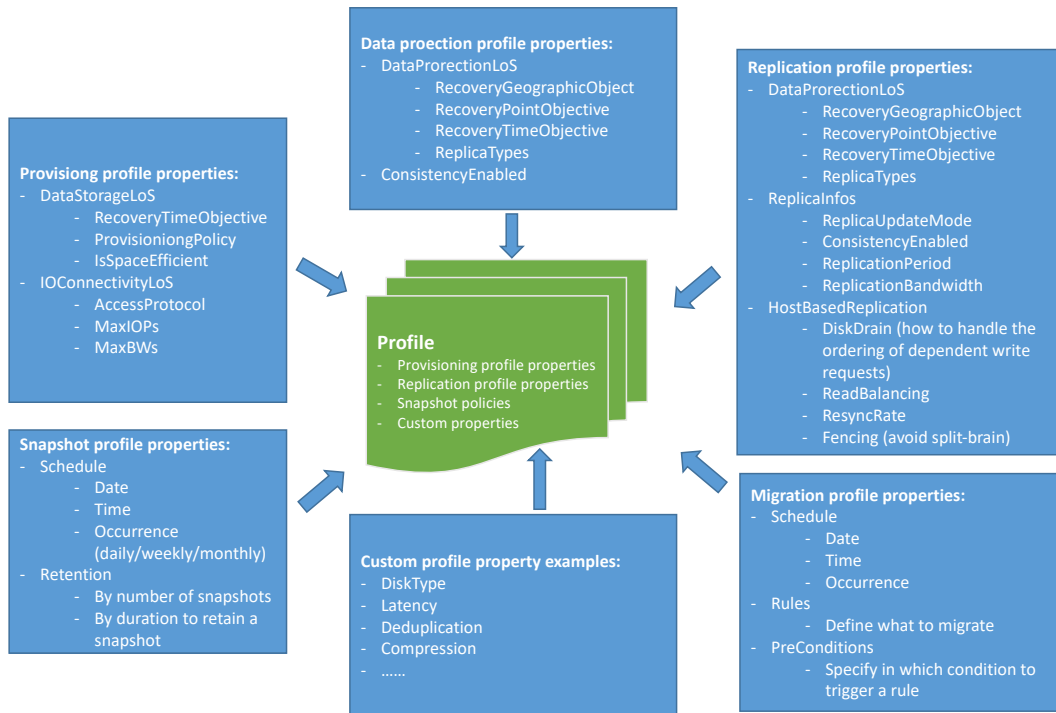 Data proection profile properties:
- DataProrectionLoS
- RecoveryGeographicObject
- RecoveryPointObjective
- RecoveryTimeObjective
- ReplicaTypes
- ConsistencyEnabled
Replication profile properties:
- DataProrectionLoS
- RecoveryGeographicObject
- RecoveryPointObjective
- RecoveryTimeObjective
- ReplicaTypes
- ReplicaInfos
- ReplicaUpdateMode
- ConsistencyEnabled
- ReplicationPeriod
- ReplicationBandwidth
- HostBasedReplication
- DiskDrain (how to handle the
ordering of dependent write
requests)
- ReadBalancing
- ResyncRate
- Fencing (avoid split-brain)
Provisiong profile properties:
- DataStorageLoS
- RecoveryTimeObjective
- ProvisioniongPolicy
- IsSpaceEfficient
- IOConnectivityLoS
- AccessProtocol
- MaxIOPs
- MaxBWs
Profile
- Provisioning profile properties
- Replication profile properties
- Snapshot policies
- Custom properties
Snapshot profile properties:
- Schedule
- Date
- Time
- Occurrence
(daily/weekly/monthly)
- Retention
- By number of snapshots
- By duration to retain a
snapshot
Custom profile property examples:
- DiskType
- Latency
- Deduplication
- Compression
- ......
Migration profile properties:
- Schedule
- Date
- Time
- Occurrence
- Rules
- Define what to migrate
- PreConditions
- Specify in which condition to
trigger a rule